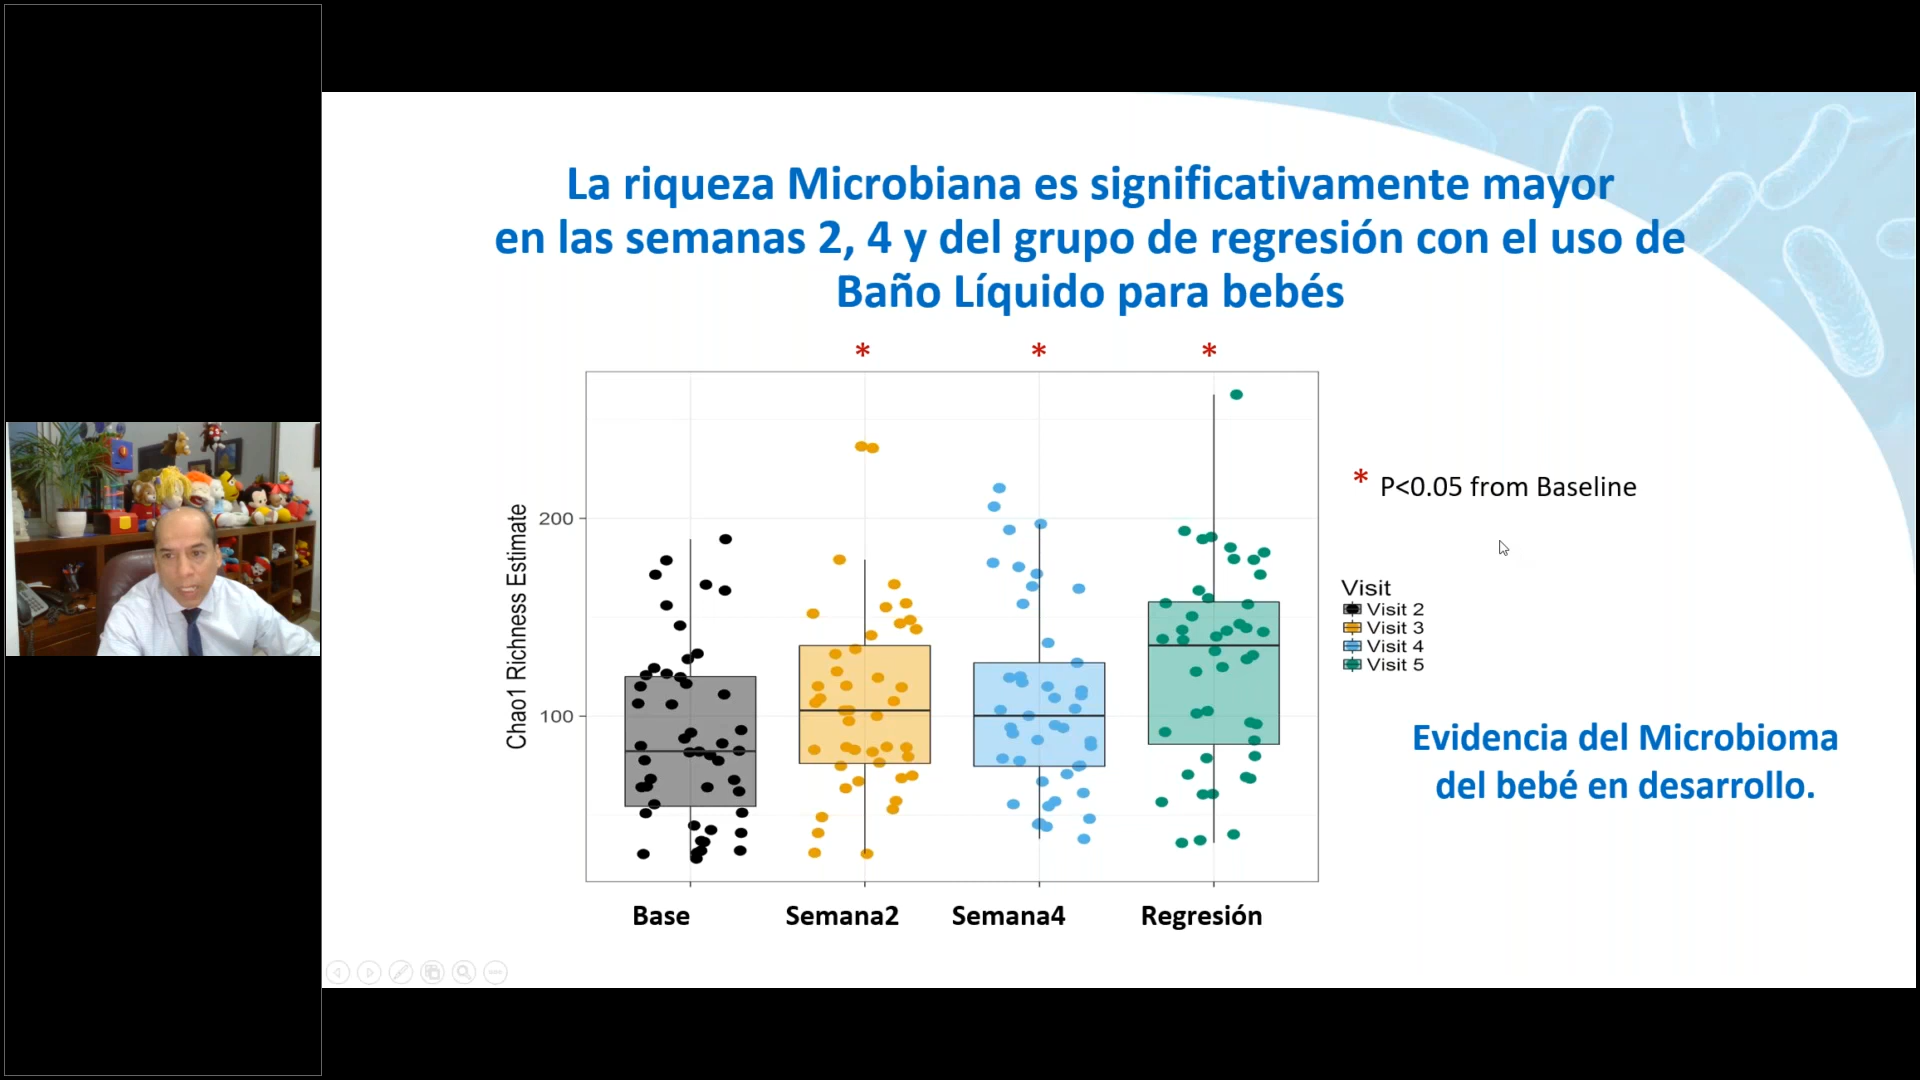 La riqueza Microbiana es significativamente mayor
en las semanas 2, 4 y del grupo de regresión con el uso de
Baño Líquido para bebés
* * *
Chao1 Richness Estimate
200
100
Base Semana2 Semana4 Regresión
* P<0.05 from Baseline
Visit
Visit 2
Visit 3
Visit 4
Visit 5
Evidencia del Microbioma
del bebé en desarrollo.